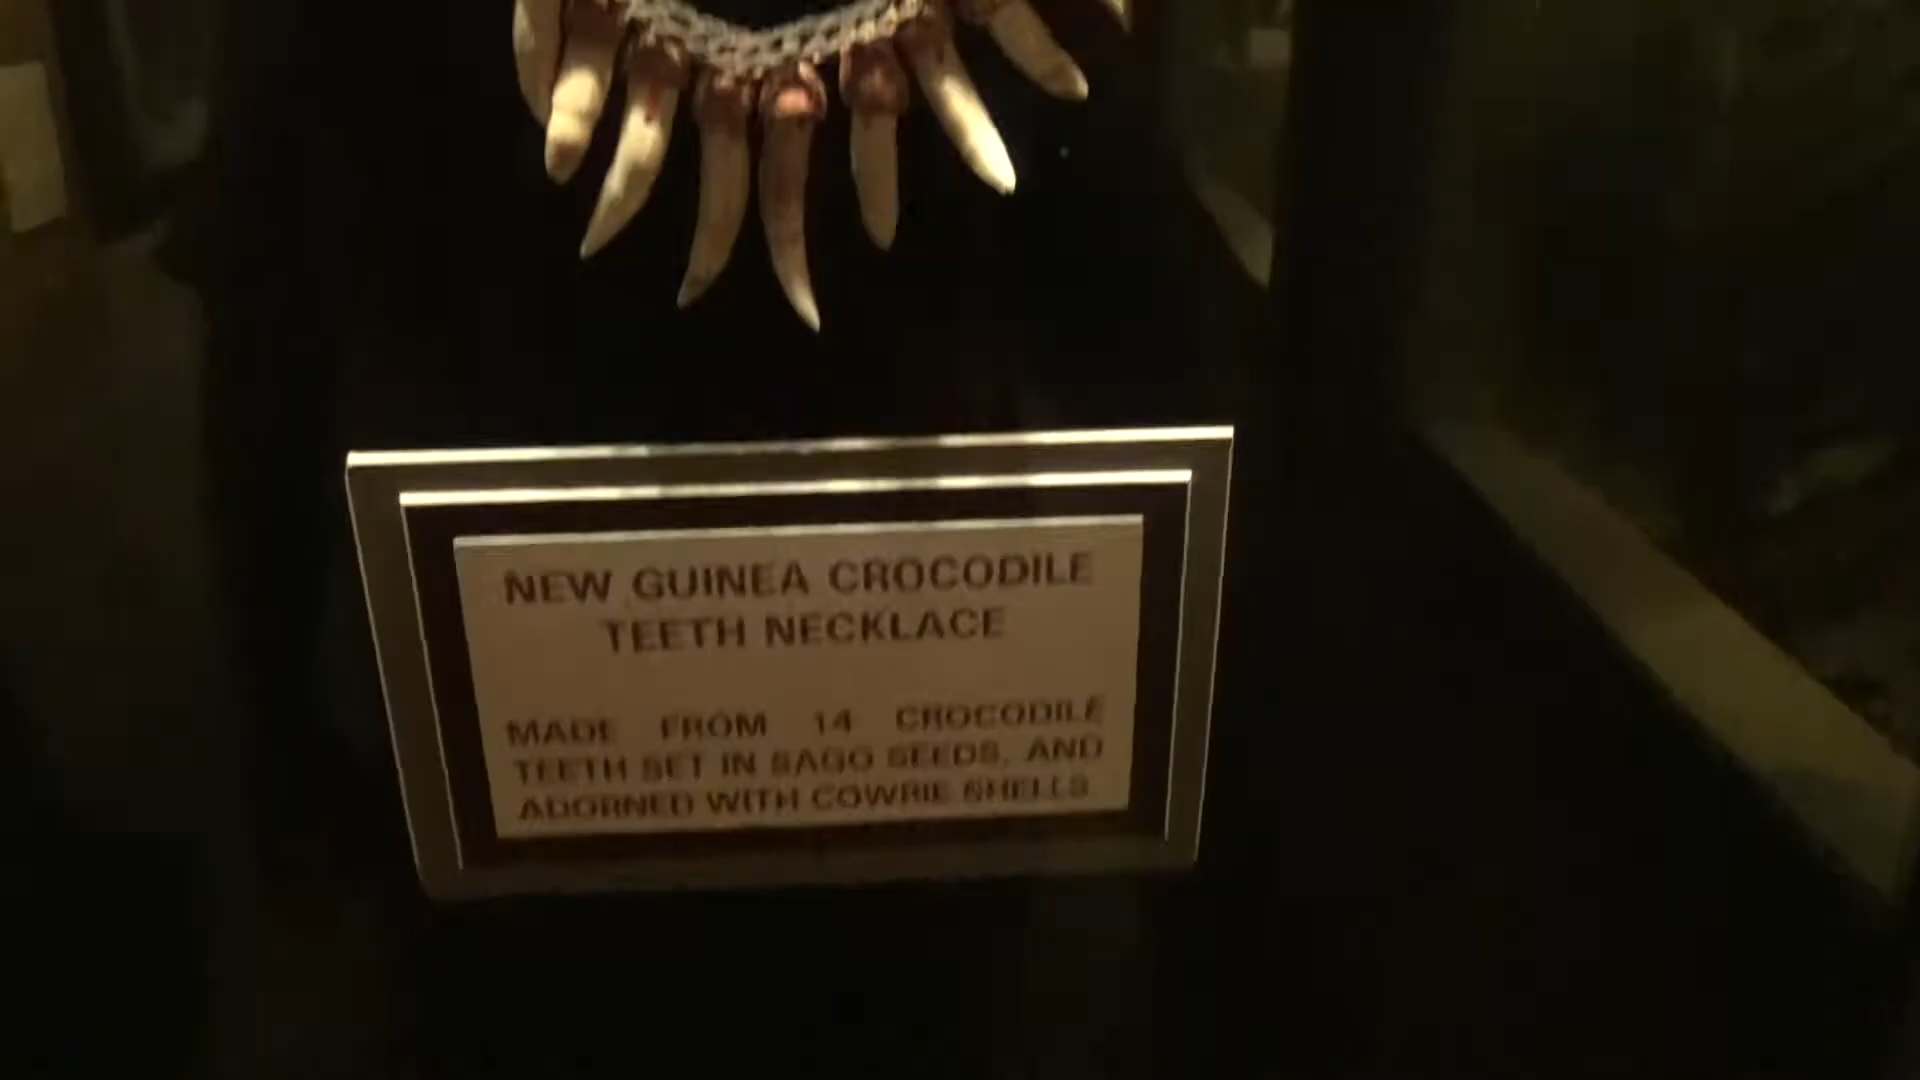 NEW GUINEA CROCODILE
TEETH NECKLACE
MADE FROM 14 CROCODILE
TEETH SET IN SAGO SEEDS, AND
ADORNED WITH COWRIE SHELLS.